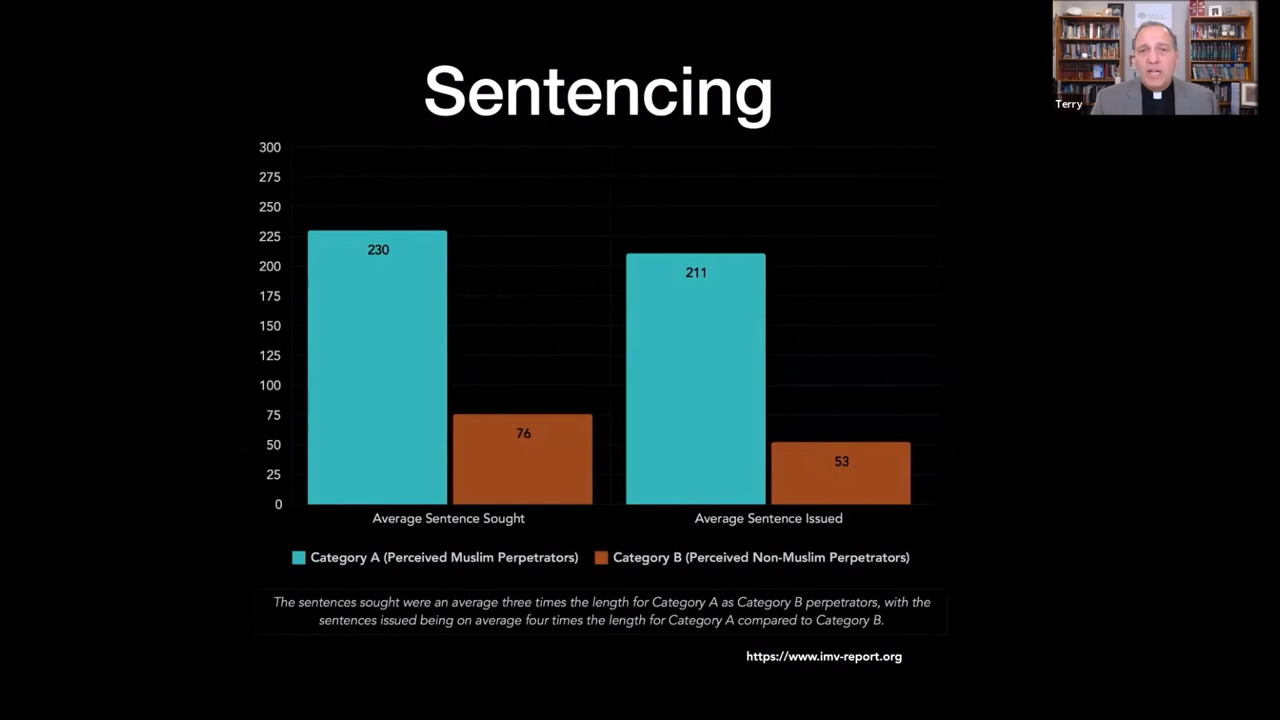 Sentencing
Terry
300
275
250
225
200
175
150
125
100
75
50
25
0
230
76
211
53
Average Sentence Sought
Average Sentence Issued
Category A (Perceived Muslim Perpetrators)
Category B (Perceived Non-Muslim Perpetrators)
The sentences sought were an average three times the length for Category A as Category B perpetrators, with the
sentences issued being on average four times the length for Category A compared to Category B.
https://www.imv-report.org